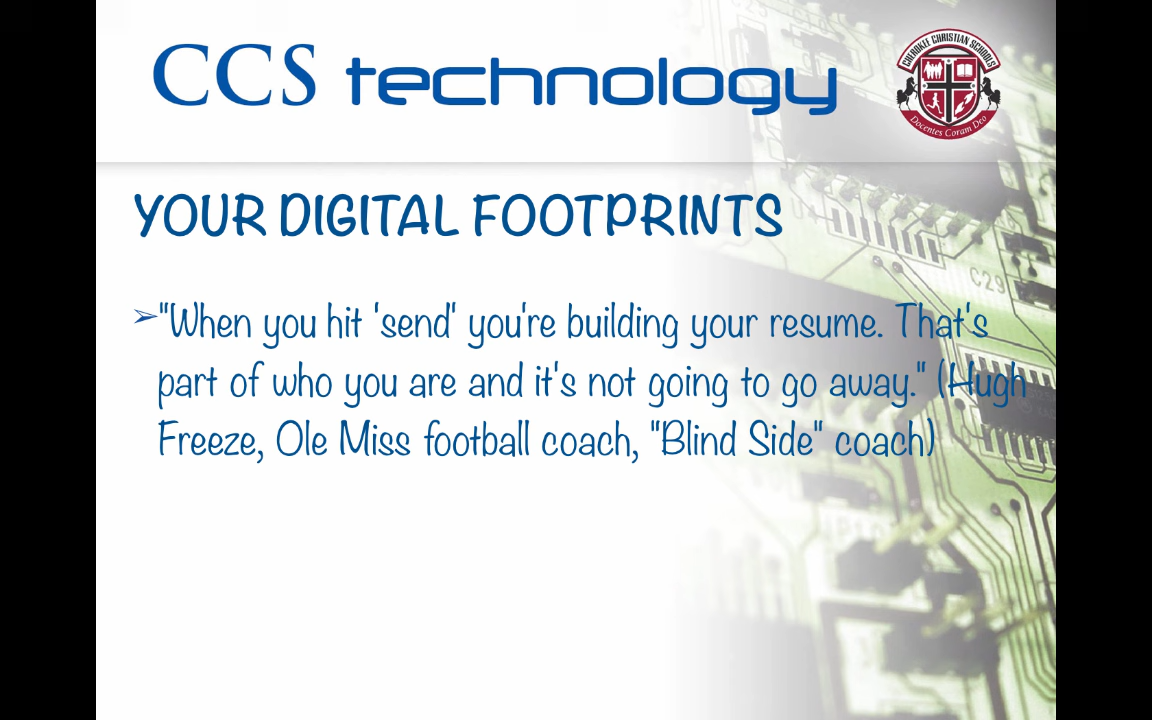 CCS technology
CHEROKEE CHRISTIAN SCHOOLS
Docentes Coram Deo
YOUR DIGITAL FOOTPRINTS
➢"When you hit 'send' you're building your resume. That's
part of who you are and it's not going to go away." (Hugh
Freeze, Ole Miss football coach, "Blind Side" coach)
C29